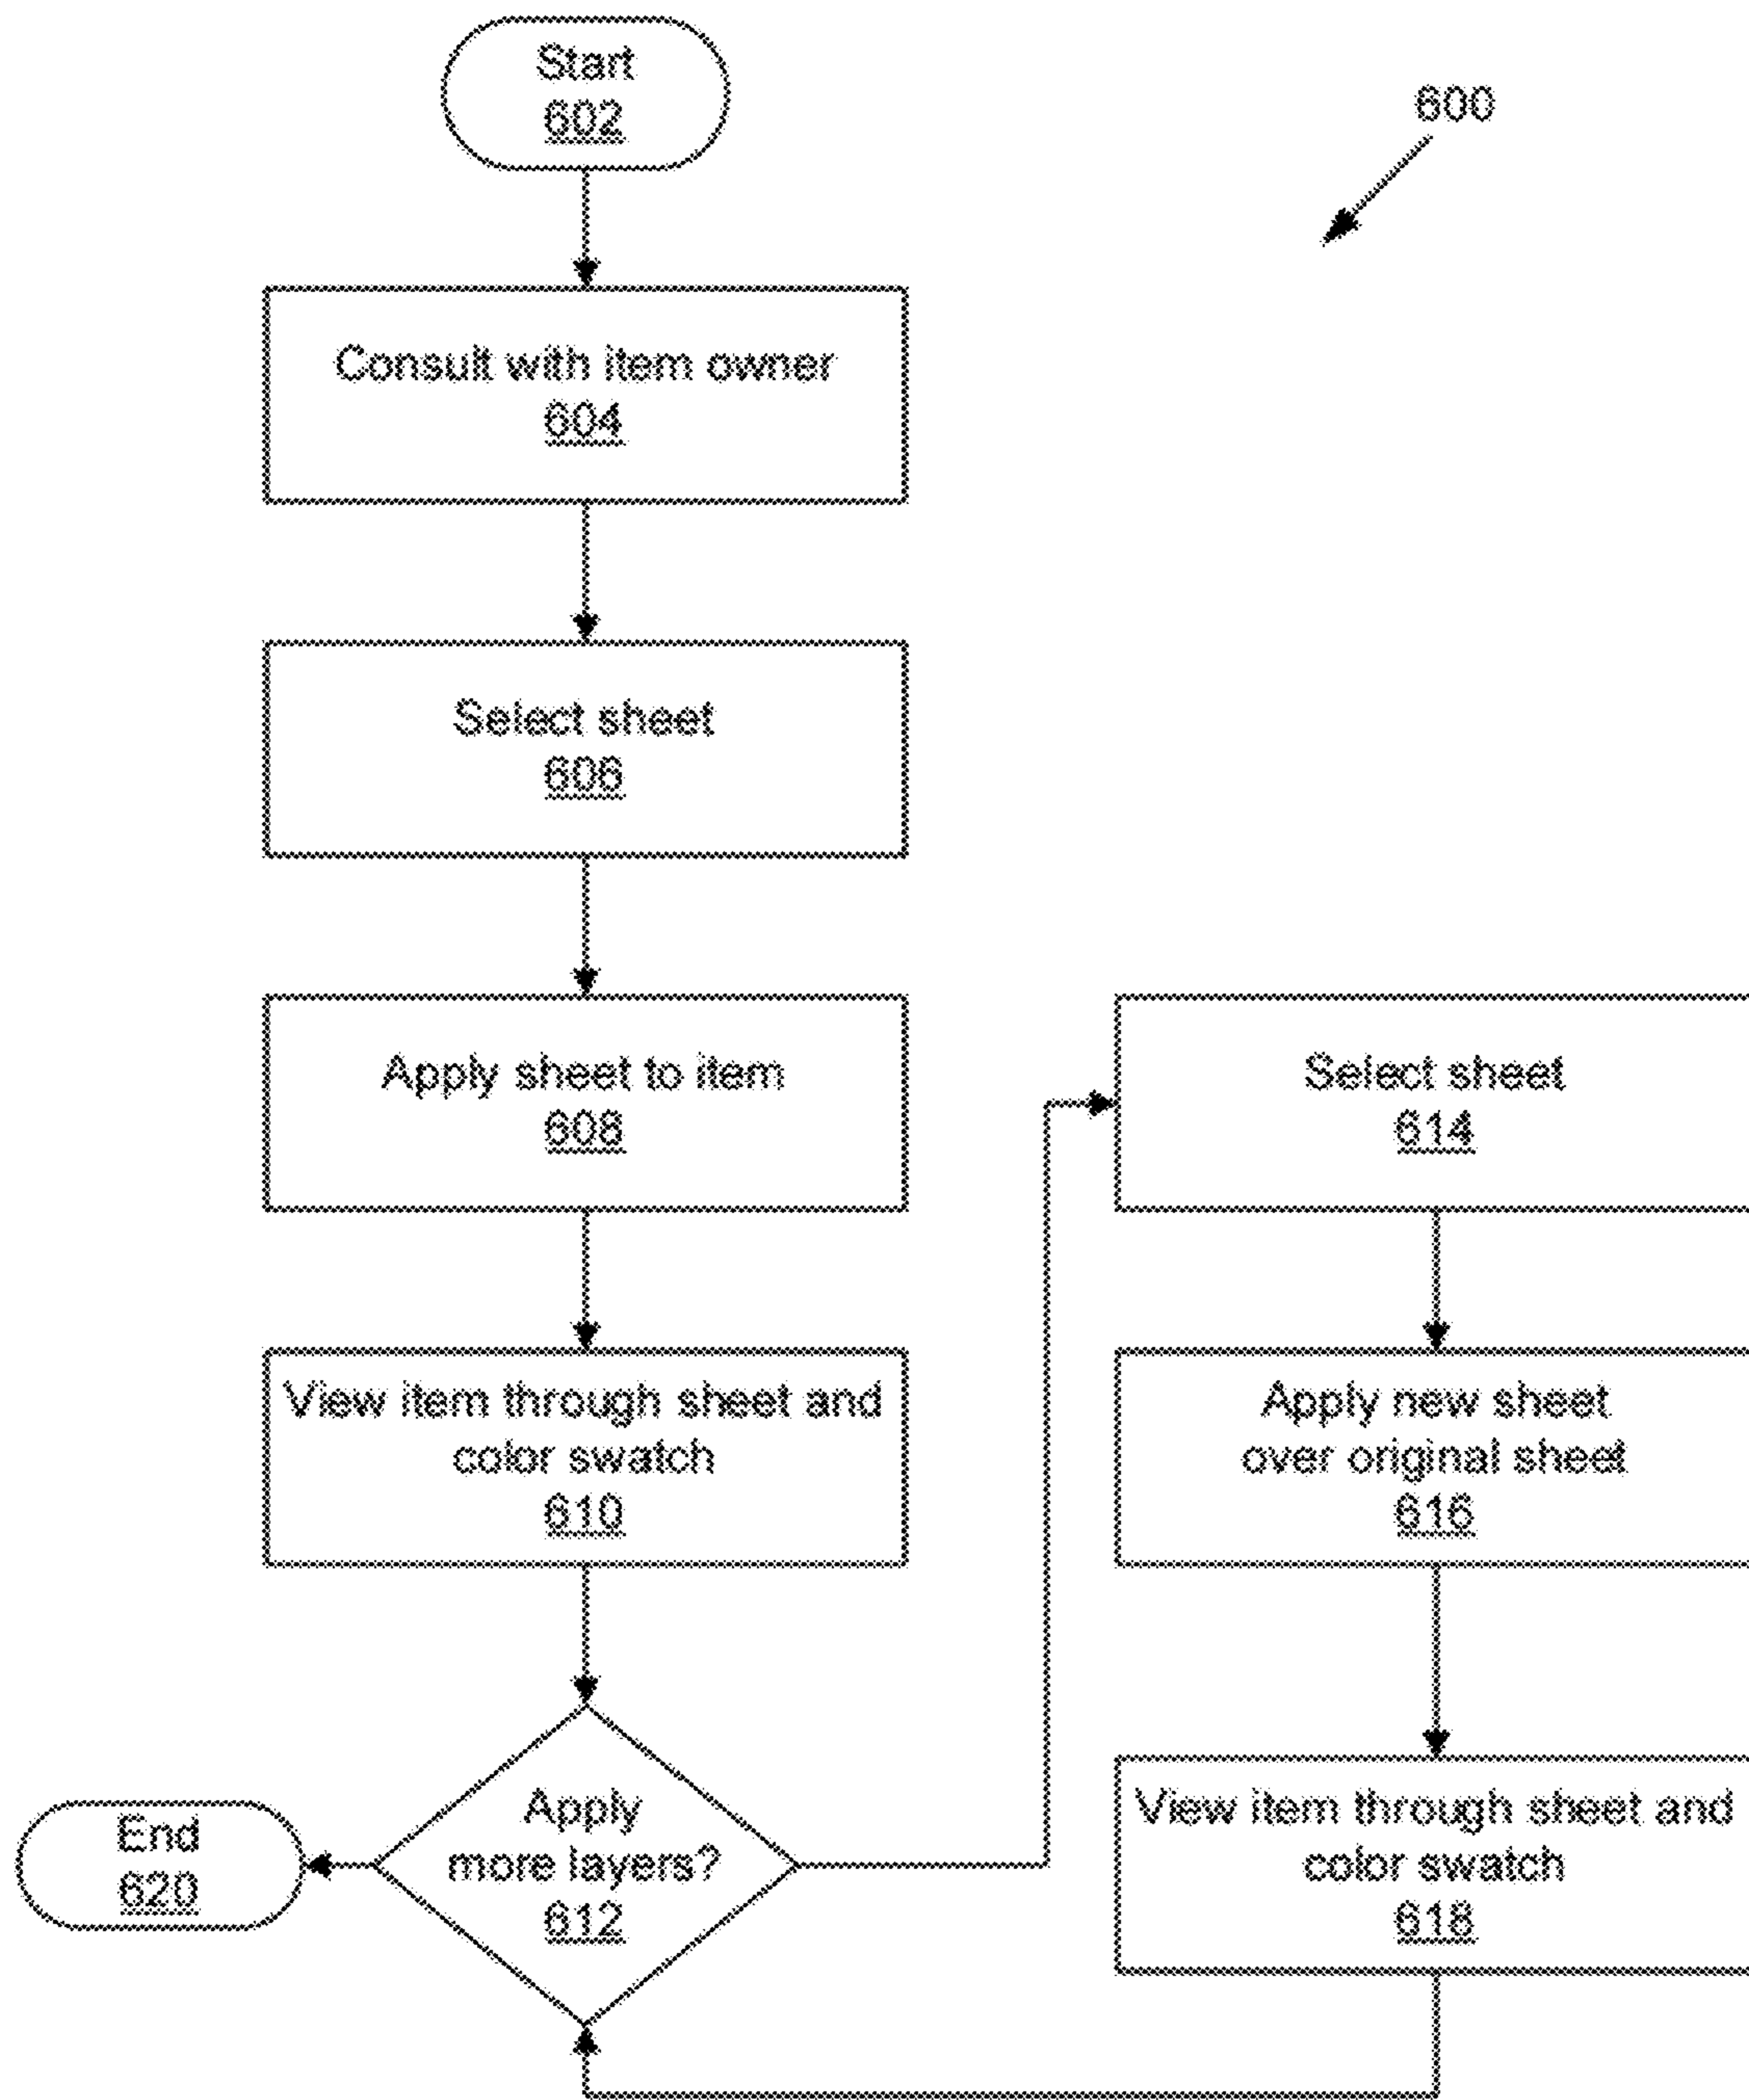 Start
602
600
Consult with item owner
604
Select sheet
606
Apply sheet to item
608
View item through sheet and
color swatch
610
Apply
more layers?
612
Select sheet
614
Apply new sheet
over original sheet
616
View item through sheet and
color swatch
618
End
620